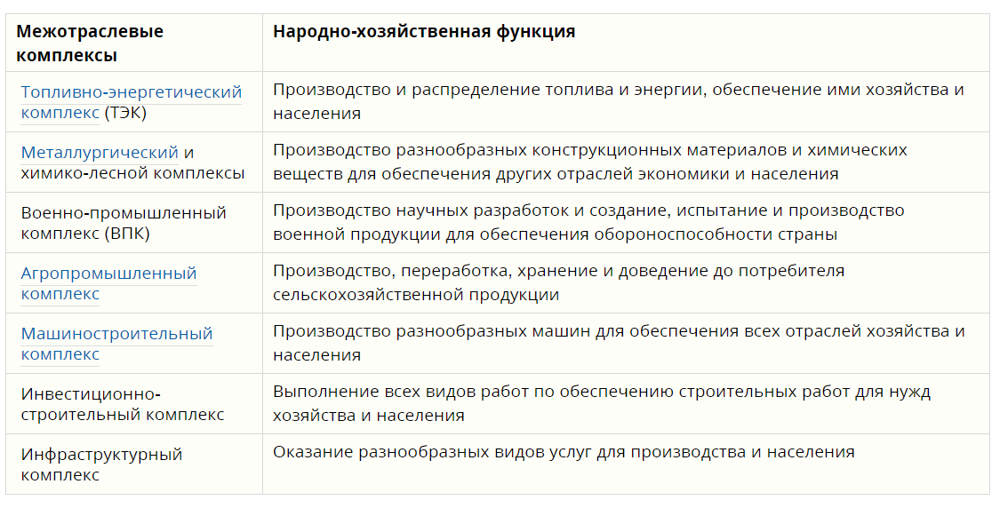 Межотраслевые
комплексы
Народно-хозяйственная функция
Топливно-энергетический
комплекс (ТЭК)
Производство и распределение топлива и энергии, обеспечение ими хозяйства и
населения
Металлургический и
химико-лесной комплексы
Производство разнообразных конструкционных материалов и химических
веществ для обеспечения других отраслей экономики и населения
Военно-промышленный
комплекс (ВПК)
Производство научных разработок и создание, испытание и производство
военной продукции для обеспечения обороноспособности страны
Агропромышленный
комплекс
Производство, переработка, хранение и доведение до потребителя
сельскохозяйственной продукции
Машиностроительный
комплекс
Производство разнообразных машин для обеспечения всех отраслей хозяйства и
населения
Инвестиционно-
строительный комплекс
Выполнение всех видов работ по обеспечению строительных работ для нужд
хозяйства и населения
Инфраструктурный
комплекс
Оказание разнообразных видов услуг для производства и населения